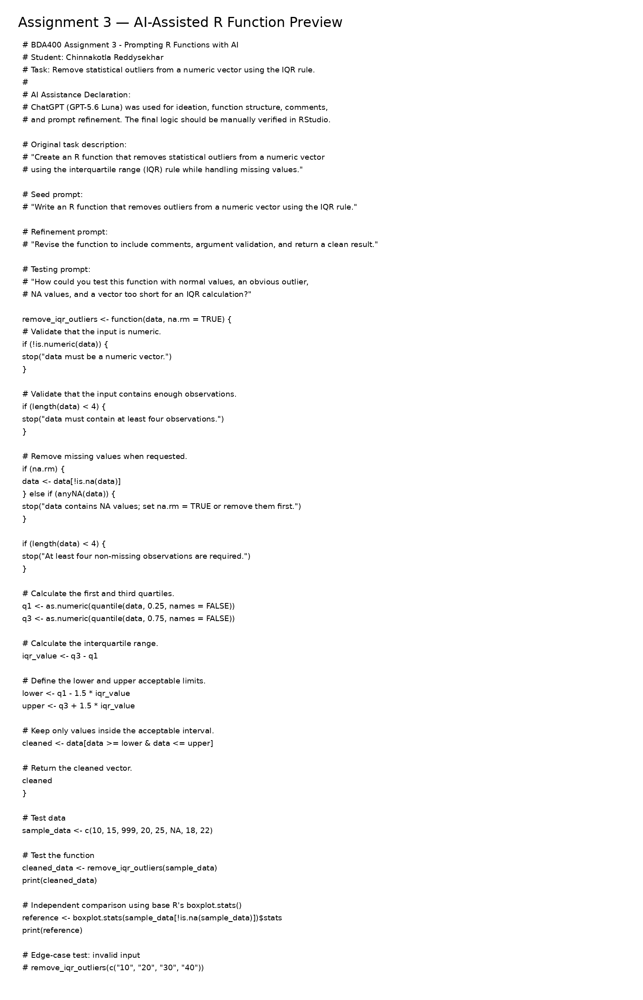 Assignment 3 — AI-Assisted R Function Preview
# BDA400 Assignment 3 - Prompting R Functions with AI
# Student: Chinnakotla Reddysekhar
# Task: Remove statistical outliers from a numeric vector using the IQR rule.
#
# AI Assistance Declaration:
# ChatGPT (GPT-5.6 Luna) was used for ideation, function structure, comments,
# and prompt refinement. The final logic should be manually verified in RStudio.
# Original task description:
# "Create an R function that removes statistical outliers from a numeric vector
# using the interquartile range (IQR) rule while handling missing values."
# Seed prompt:
# "Write an R function that removes outliers from a numeric vector using the IQR rule."
# Refinement prompt:
# "Revise the function to include comments, argument validation, and return a clean result."
# Testing prompt:
# "How could you test this function with normal values, an obvious outlier,
# NA values, and a vector too short for an IQR calculation?"
remove_iqr_outliers <- function(data, na.rm = TRUE) {
# Validate that the input is numeric.
if (!is.numeric(data)) {
stop("data must be a numeric vector.")
}
# Validate that the input contains enough observations.
if (length(data) < 4) {
stop("data must contain at least four observations.")
}
# Remove missing values when requested.
if (na.rm) {
data <- data[!is.na(data)]
} else if (anyNA(data)) {
stop("data contains NA values; set na.rm = TRUE or remove them first.")
}
if (length(data) < 4) {
stop("At least four non-missing observations are required.")
}
# Calculate the first and third quartiles.
q1 <- as.numeric(quantile(data, 0.25, names = FALSE))
q3 <- as.numeric(quantile(data, 0.75, names = FALSE))
# Calculate the interquartile range.
iqr_value <- q3 - q1
# Define the lower and upper acceptable limits.
lower <- q1 - 1.5 * iqr_value
upper <- q3 + 1.5 * iqr_value
# Keep only values inside the acceptable interval.
cleaned <- data[data >= lower & data <= upper]
# Return the cleaned vector.
cleaned
}
# Test data
sample_data <- c(10, 15, 999, 20, 25, NA, 18, 22)
# Test the function
cleaned_data <- remove_iqr_outliers(sample_data)
print(cleaned_data)
# Independent comparison using base R's boxplot.stats()
reference <- boxplot.stats(sample_data[!is.na(sample_data)])$stats
print(reference)
# Edge-case test: invalid input
# remove_iqr_outliers(c("10", "20", "30", "40"))